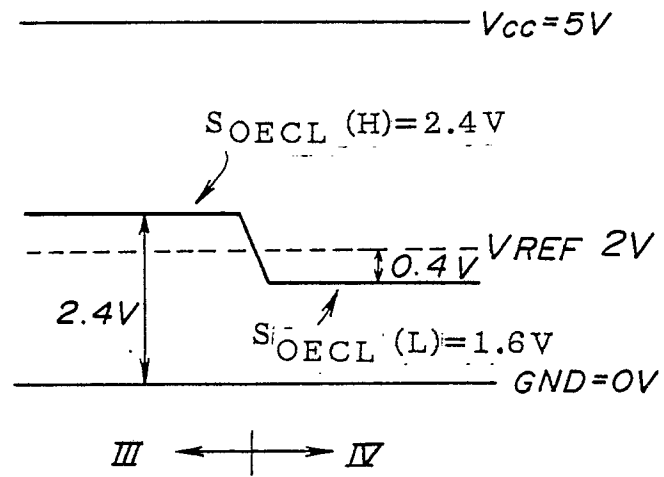 Vcc=5V
SOECL (H)=2.4V
VREF 2V
0.4V
2.4V
SOECL (L)=1.6V
GND=0V
III IV